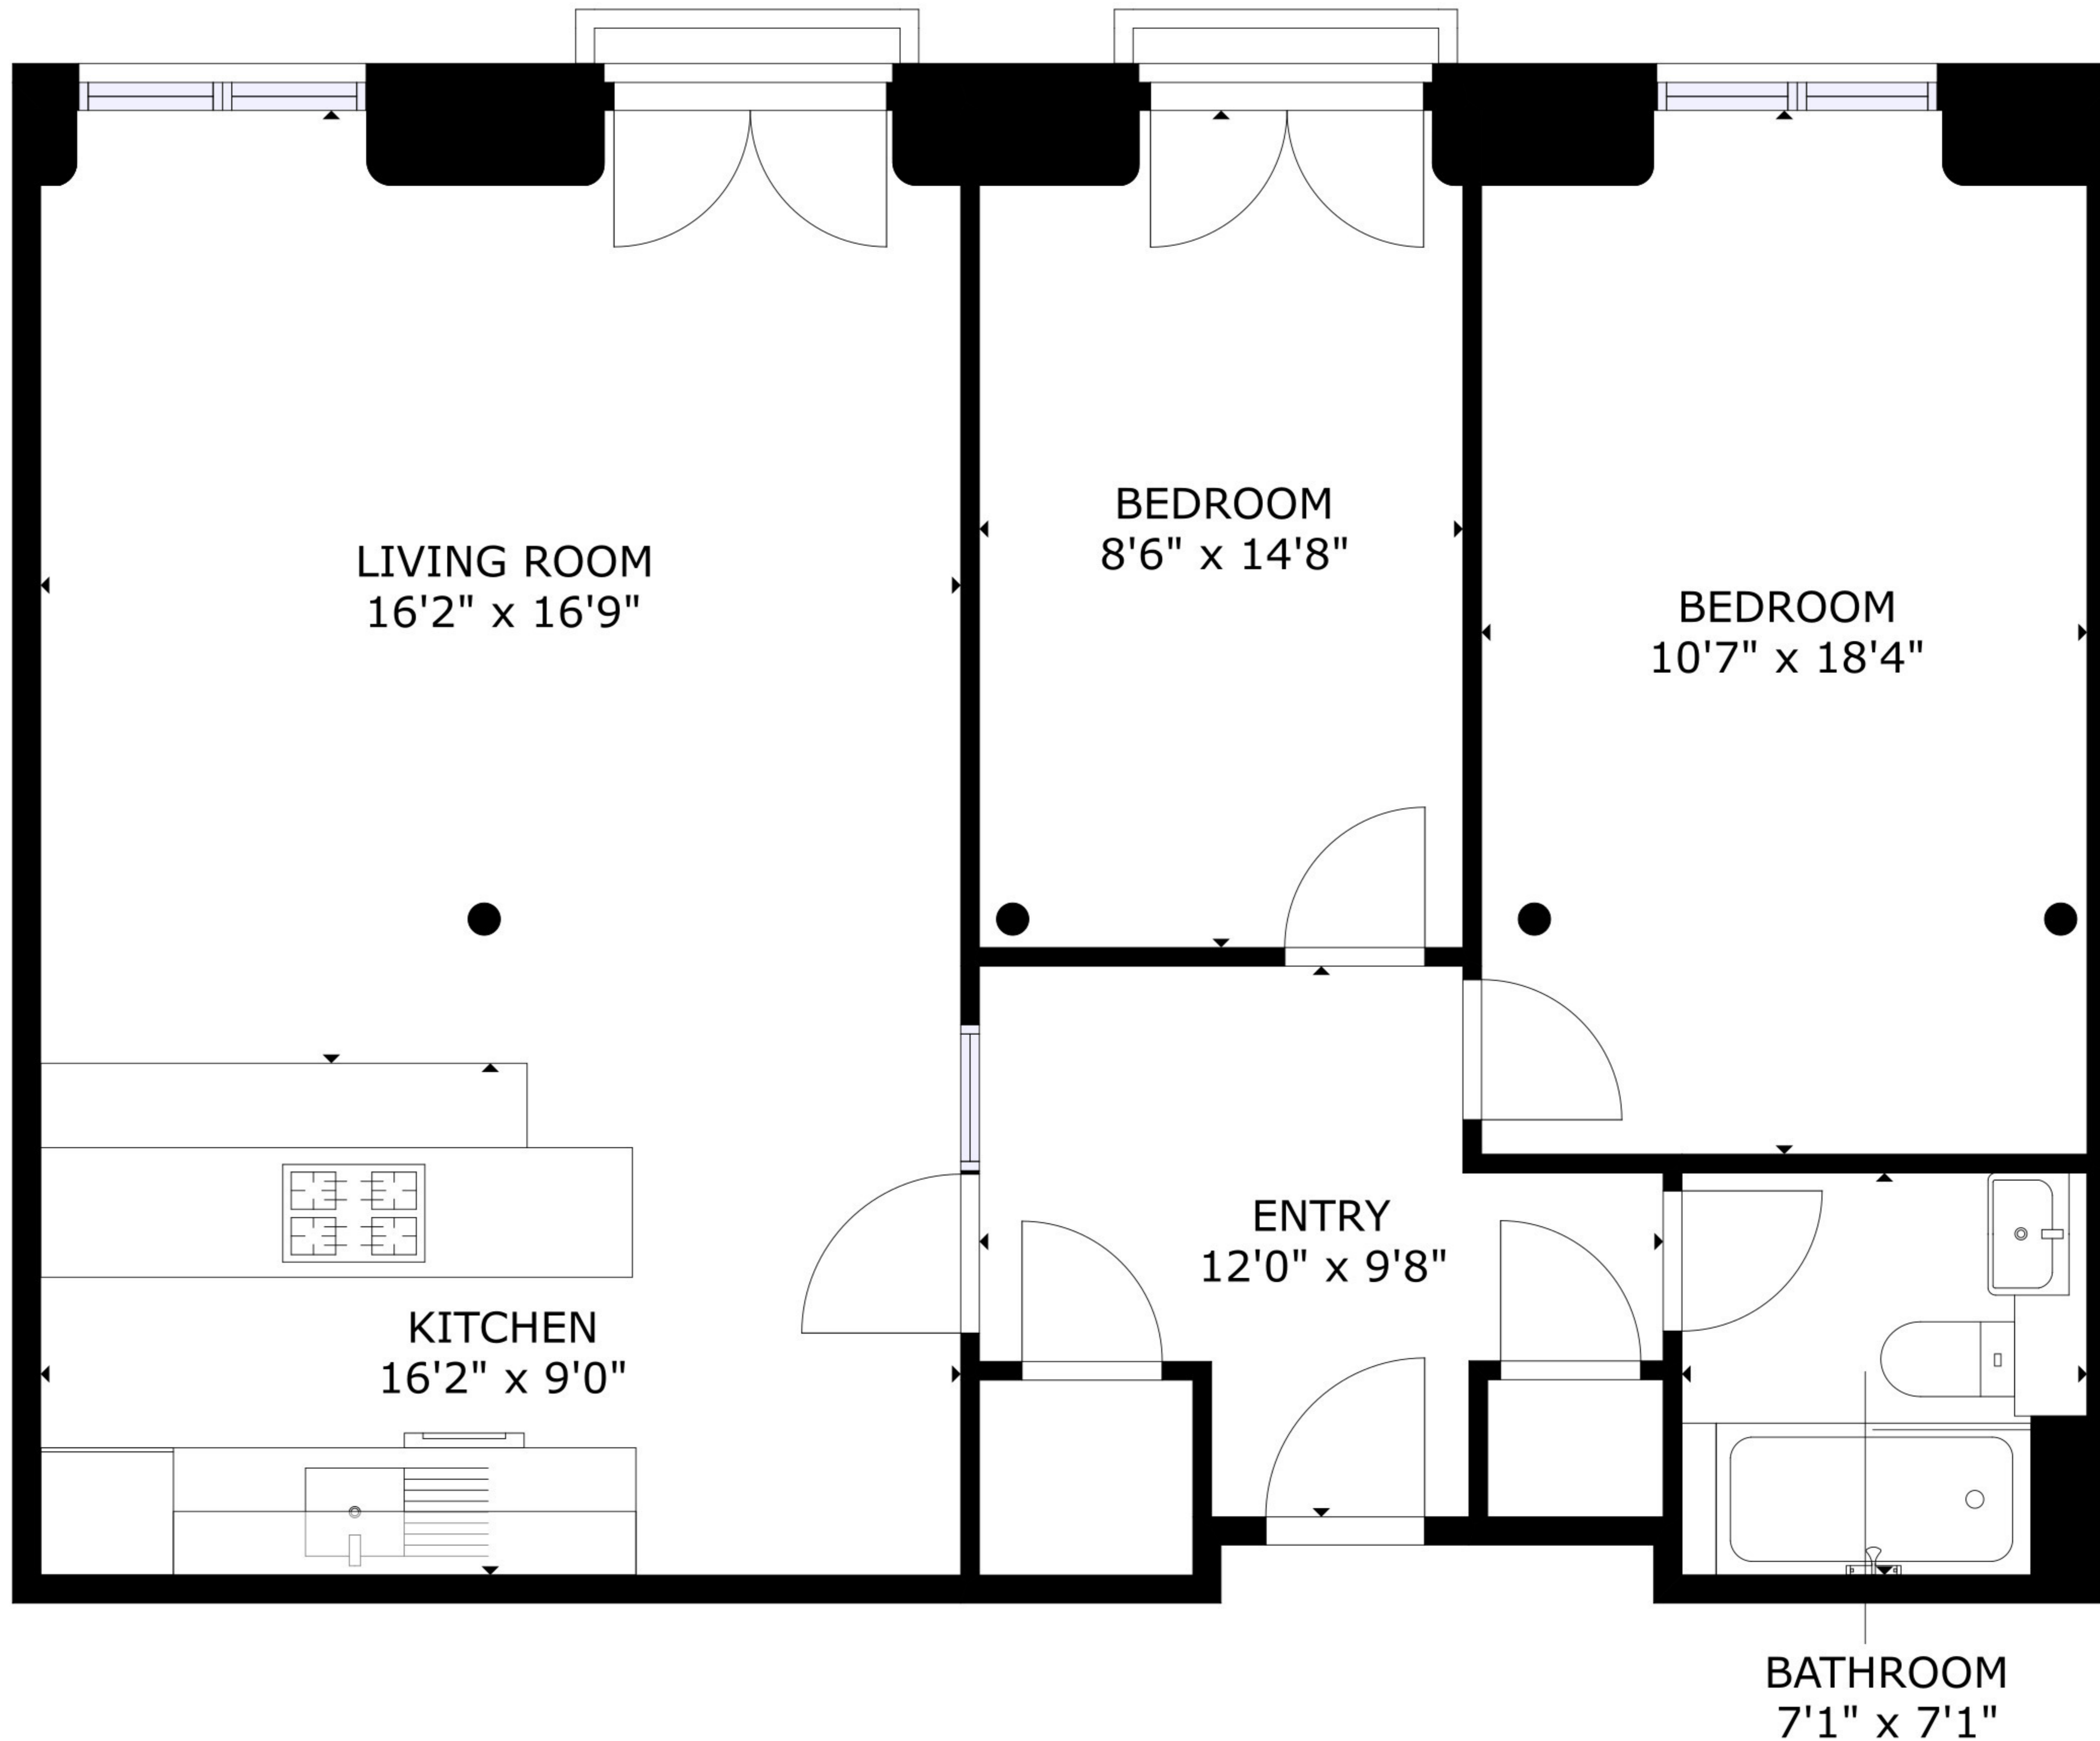 LIVING ROOM
16'2" x 16'9"
BEDROOM
8'6" x 14'8"
BEDROOM
10'7" x 18'4"
ENTRY
12'0" x 9'8"
KITCHEN
16'2" x 9'0"
BATHROOM
7'1" x 7'1"